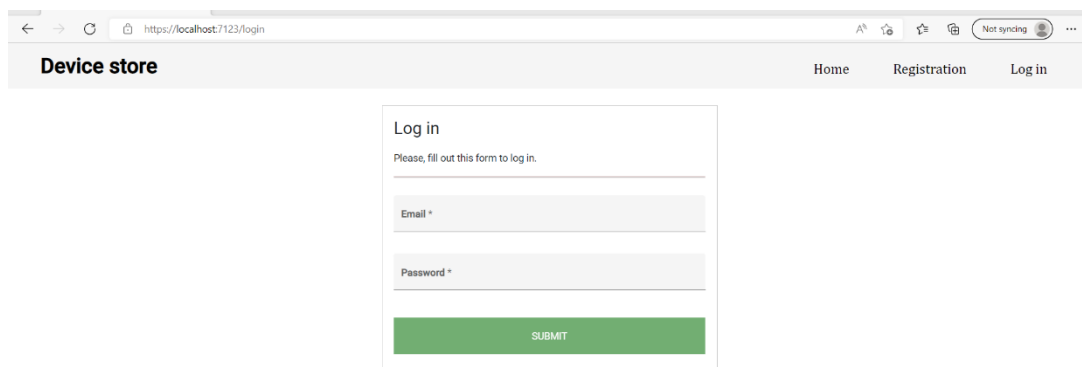 https://localhost:7123/login
Not syncing
Device store
Home Registration Log in
Log in
Please, fill out this form to log in.
Email *
Password *
SUBMIT